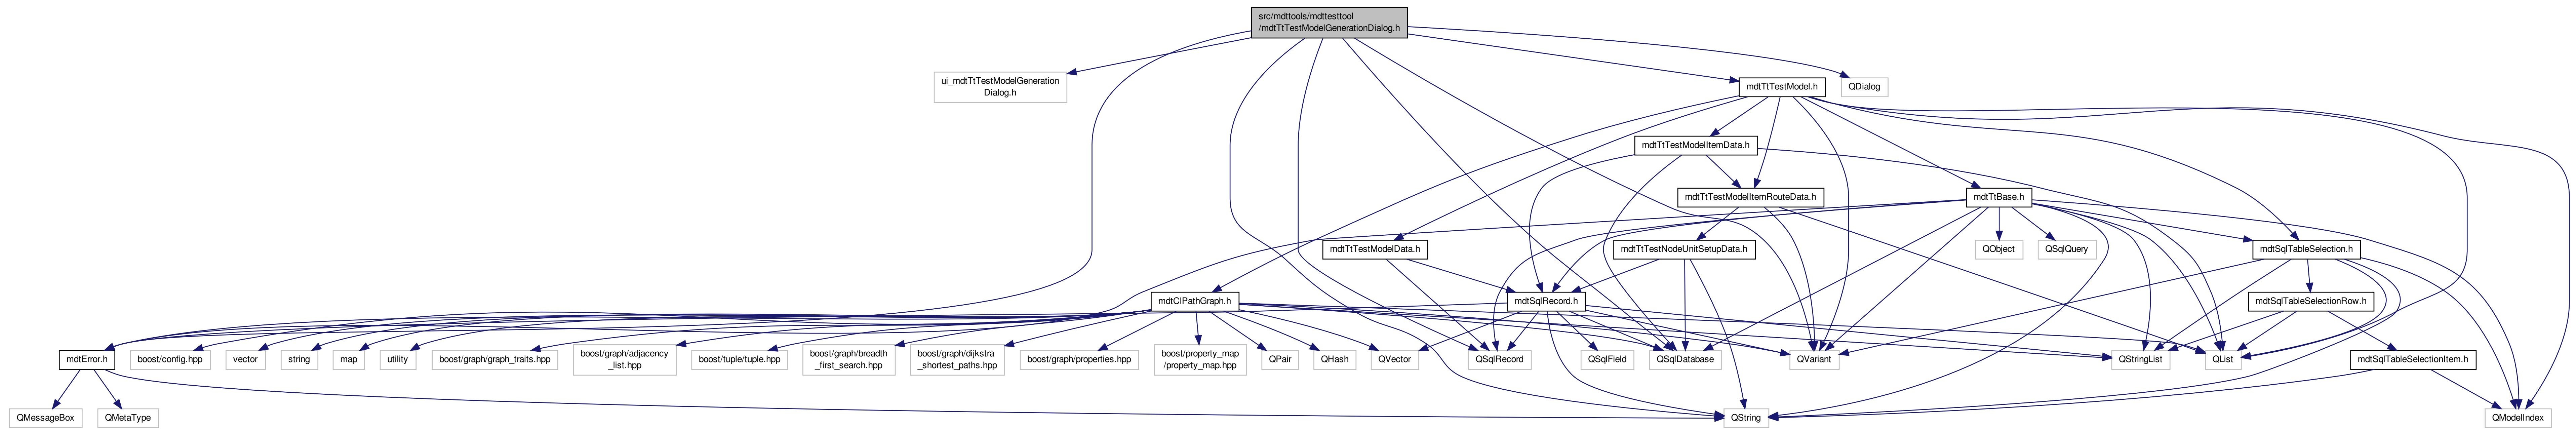 src/mdttools/mdttesttool
/mdtTtTestModelGenerationDialog.h
ui_mdtTtTestModelGeneration
Dialog.h
mdtTtTestModel.h
QDialog
mdtTtTestModelItemData.h
mdtTtTestModelItemRouteData.h
mdtTtBase.h
mdtTtTestModelData.h
mdtTtTestNodeUnitSetupData.h
QObject
QSqlQuery
mdtSqlTableSelection.h
mdtClPathGraph.h
mdtSqlRecord.h
mdtSqlTableSelectionRow.h
mdtError.h
boost/config.hpp
vector
string
map
utility
boost/graph/graph_traits.hpp
boost/graph/adjacency
_list.hpp
boost/tuple/tuple.hpp
boost/graph/breadth
_first_search.hpp
boost/graph/dijkstra
_shortest_paths.hpp
boost/graph/properties.hpp
boost/property_map
/property_map.hpp
QPair
QHash
QVector
QSqlRecord
QSqlField
QSqlDatabase
QVariant
QStringList
QList
mdtSqlTableSelectionItem.h
QMessageBox
QMetaType
QString
QModelIndex